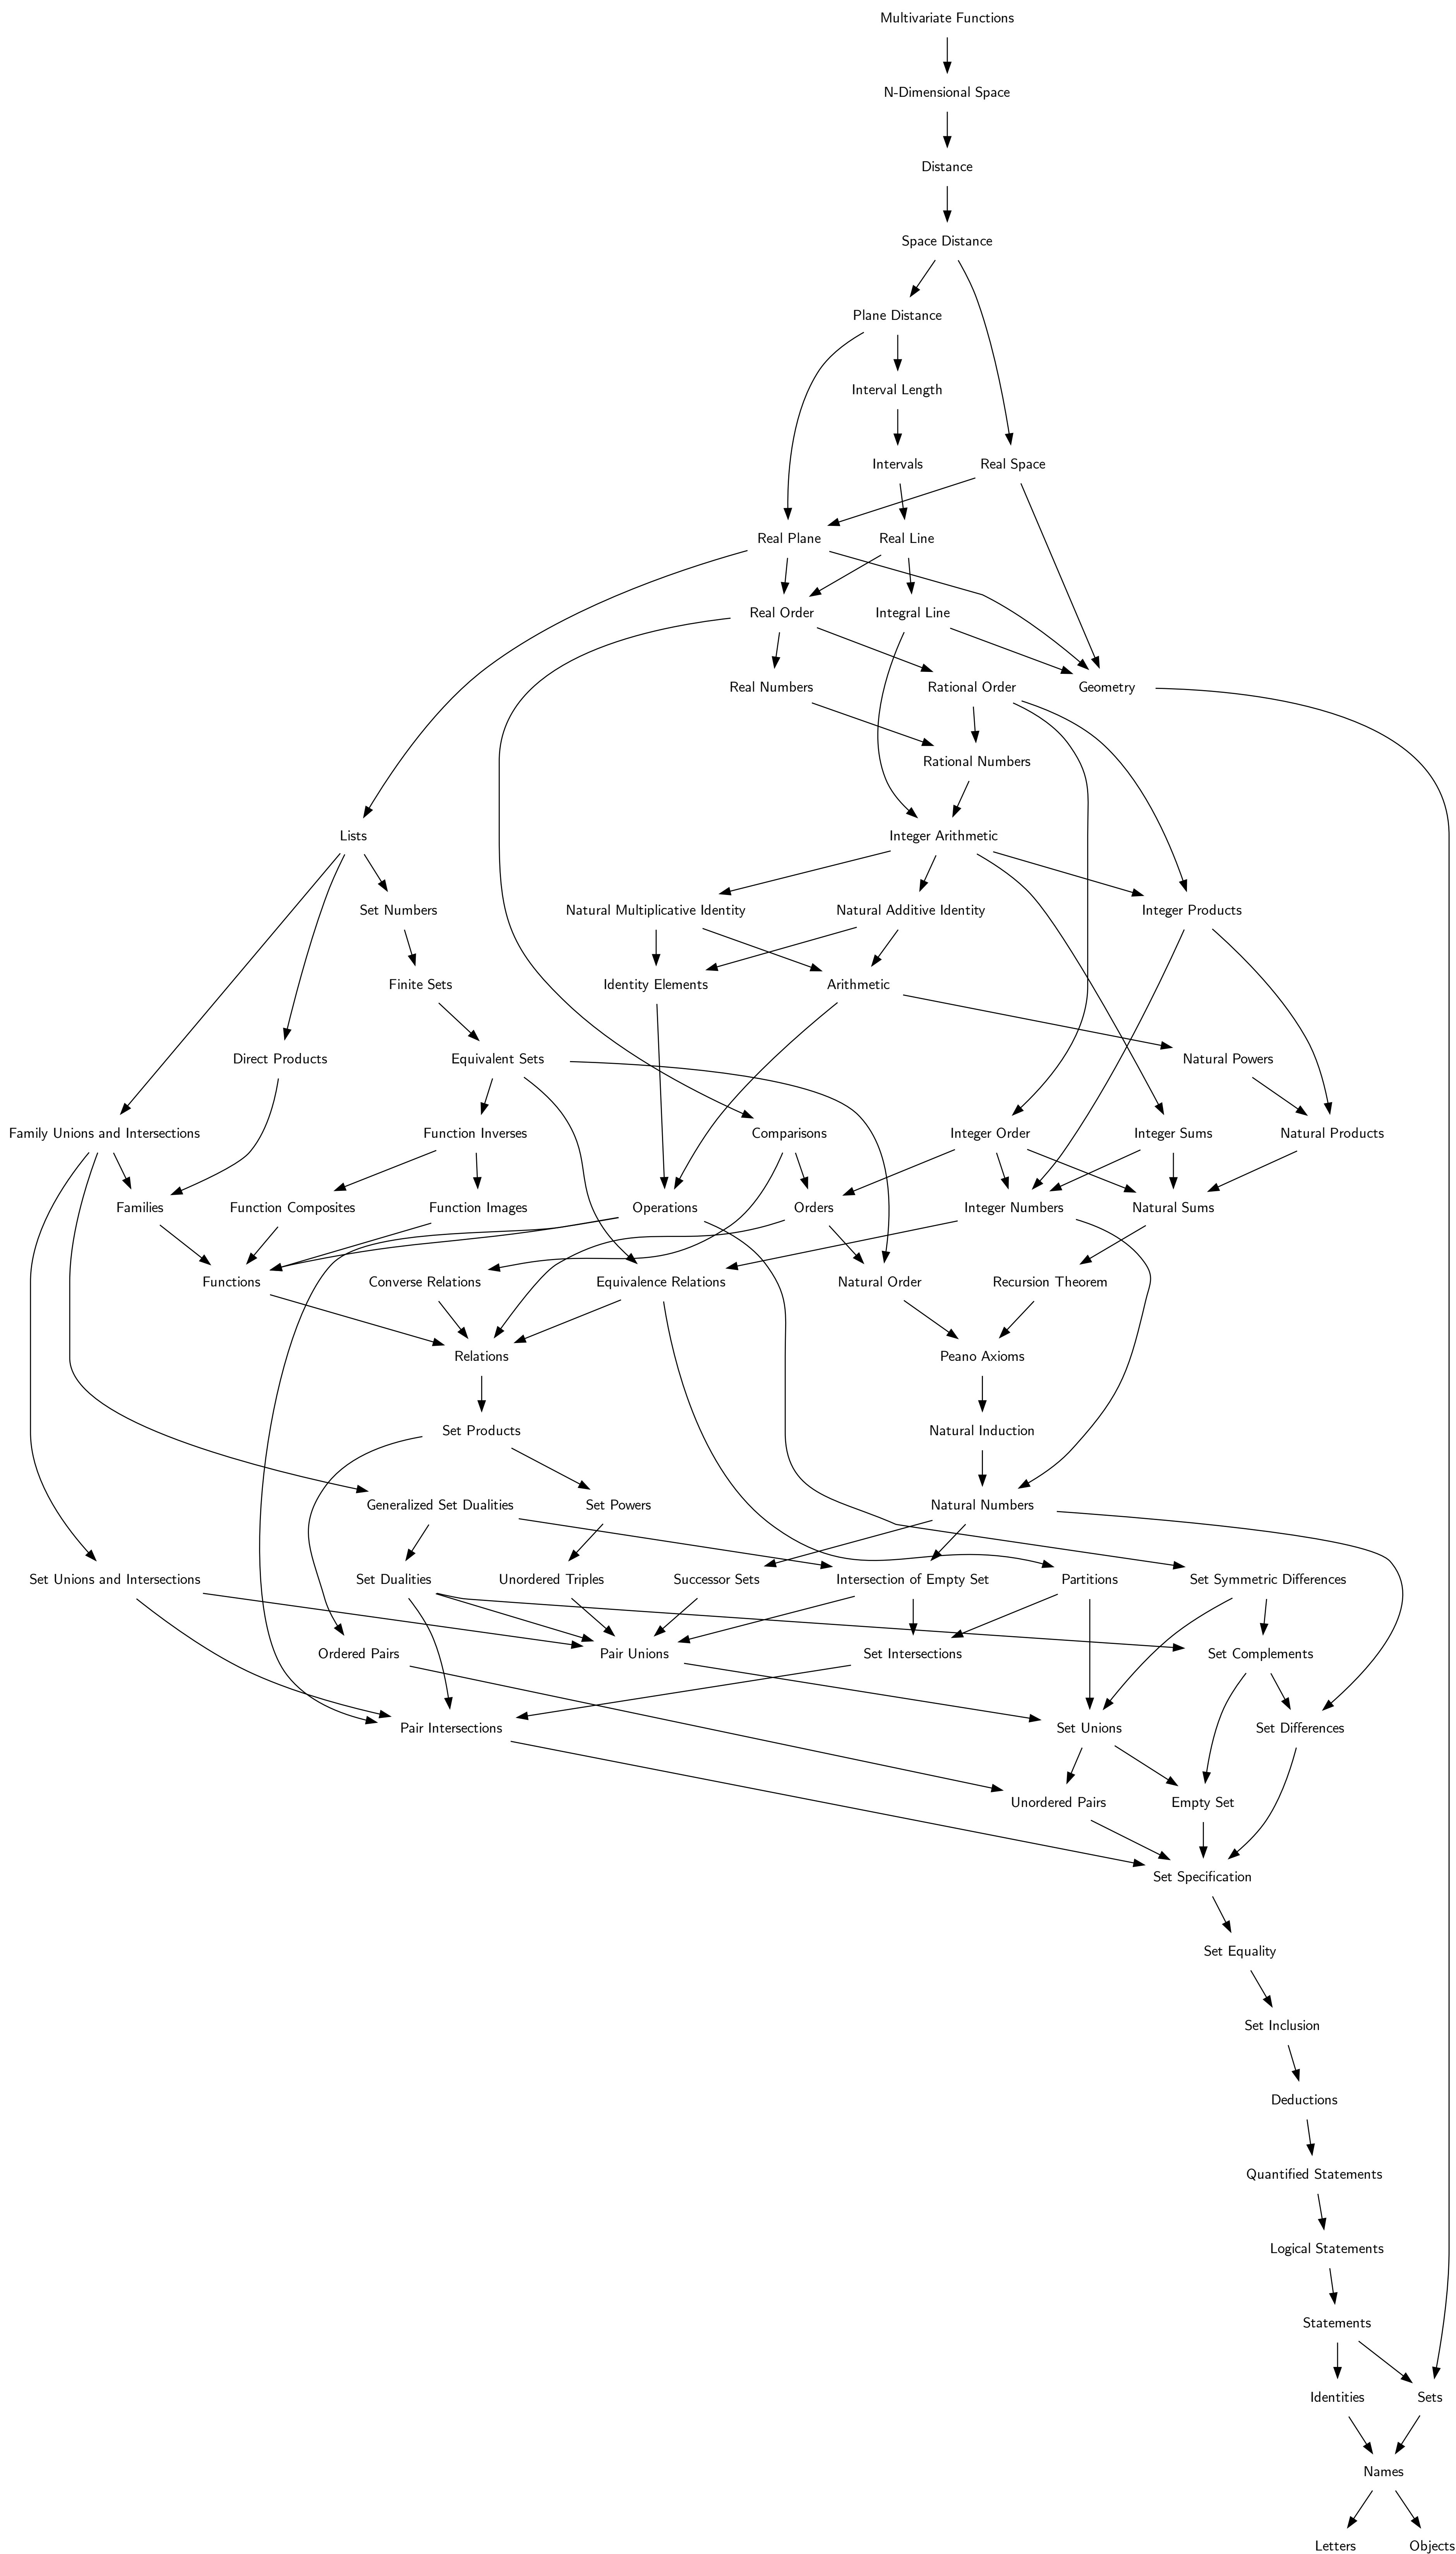 Multivariate Functions
N-Dimensional Space
Distance
Space Distance
Plane Distance
Interval Length
Intervals
Real Space
Real Plane
Real Line
Real Order
Integral Line
Real Numbers
Rational Order
Geometry
Rational Numbers
Lists
Integer Arithmetic
Set Numbers
Natural Multiplicative Identity
Natural Additive Identity
Integer Products
Finite Sets
Identity Elements
Arithmetic
Direct Products
Equivalent Sets
Natural Powers
Family Unions and Intersections
Function Inverses
Comparisons
Integer Order
Integer Sums
Natural Products
Families
Function Composites
Function Images
Operations
Orders
Integer Numbers
Natural Sums
Functions
Converse Relations
Equivalence Relations
Natural Order
Recursion Theorem
Relations
Peano Axioms
Set Products
Natural Induction
Generalized Set Dualities
Set Powers
Natural Numbers
Set Unions and Intersections
Set Dualities
Unordered Triples
Successor Sets
Intersection of Empty Set
Partitions
Set Symmetric Differences
Ordered Pairs
Pair Unions
Set Intersections
Set Complements
Pair Intersections
Set Unions
Set Differences
Unordered Pairs
Empty Set
Set Specification
Set Equality
Set Inclusion
Deductions
Quantified Statements
Logical Statements
Statements
Identities
Sets
Names
Letters
Objects